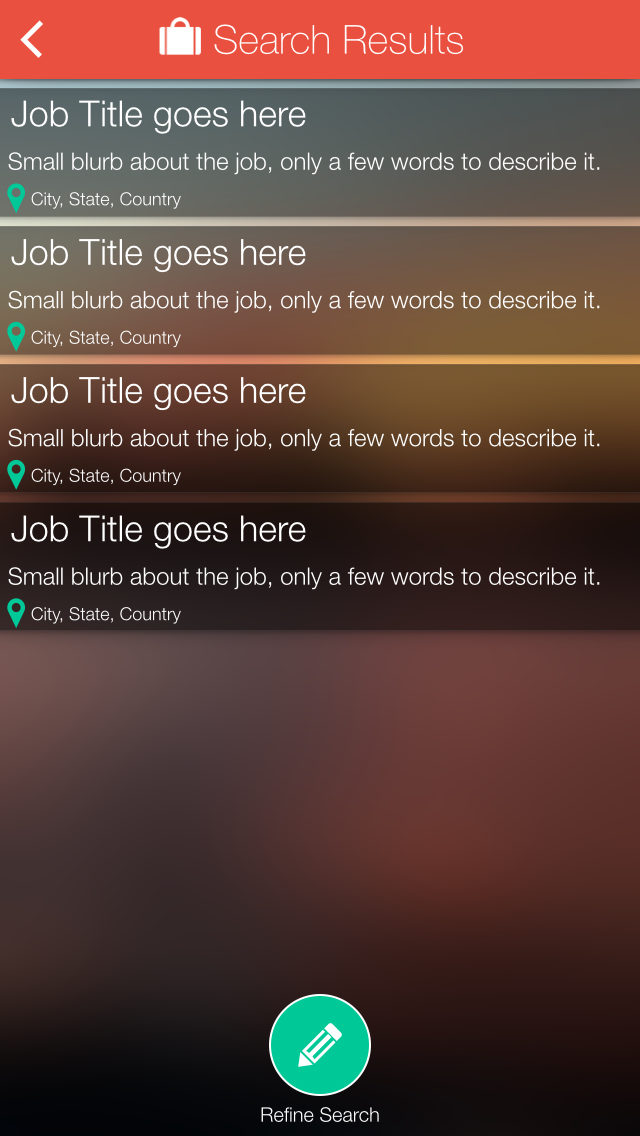 Search Results
Job Title goes here
Small blurb about the job, only a few words to describe it.
City, State, Country
Job Title goes here
Small blurb about the job, only a few words to describe it.
City, State, Country
Job Title goes here
Small blurb about the job, only a few words to describe it.
City, State, Country
Job Title goes here
Small blurb about the job, only a few words to describe it.
City, State, Country
Refine Search